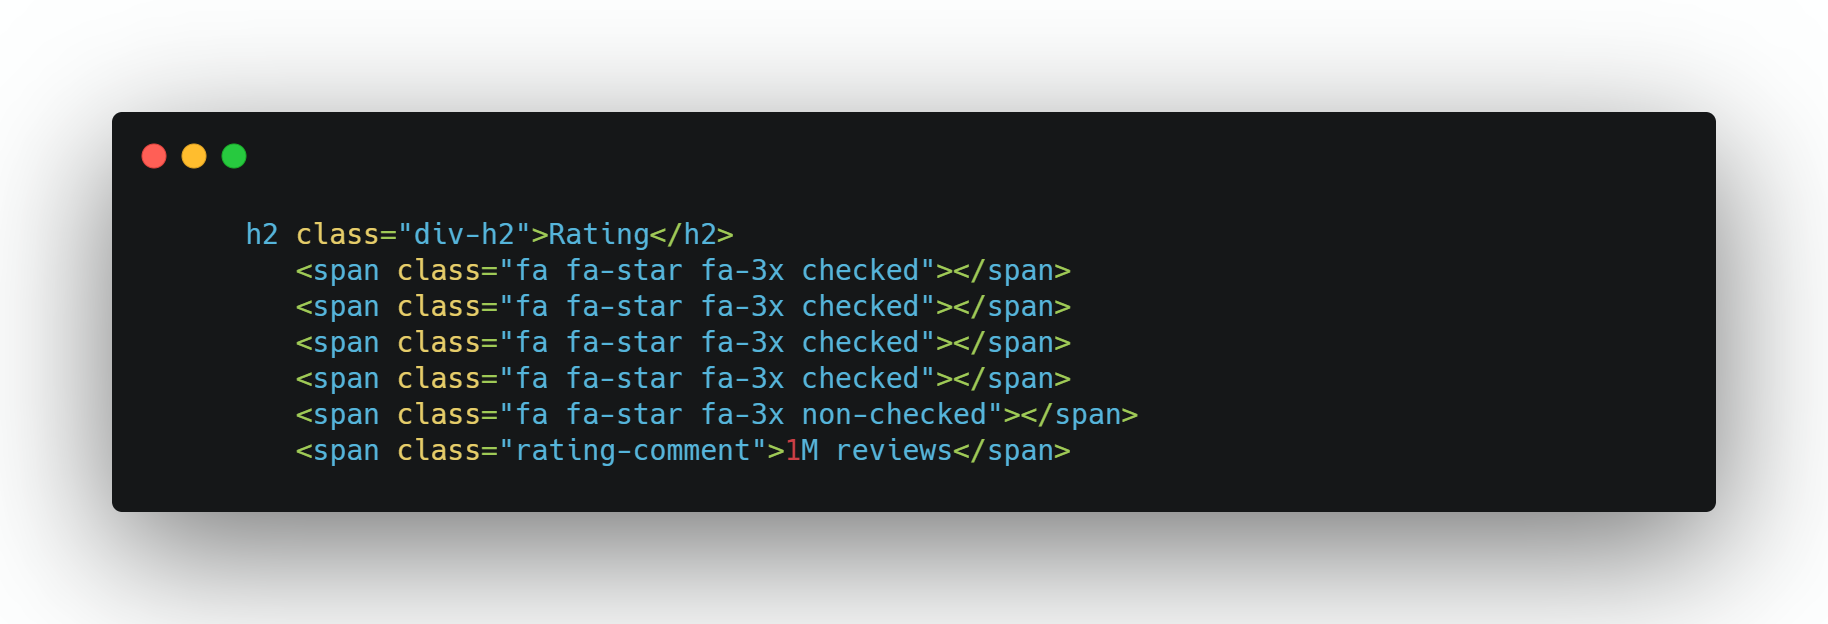 h2 class="div-h2">Rating</h2>
<span class="fa fa-star fa-3x checked"></span>
<span class="fa fa-star fa-3x checked"></span>
<span class="fa fa-star fa-3x checked"></span>
<span class="fa fa-star fa-3x checked"></span>
<span class="fa fa-star fa-3x non-checked"></span>
<span class="rating-comment">1M reviews</span>